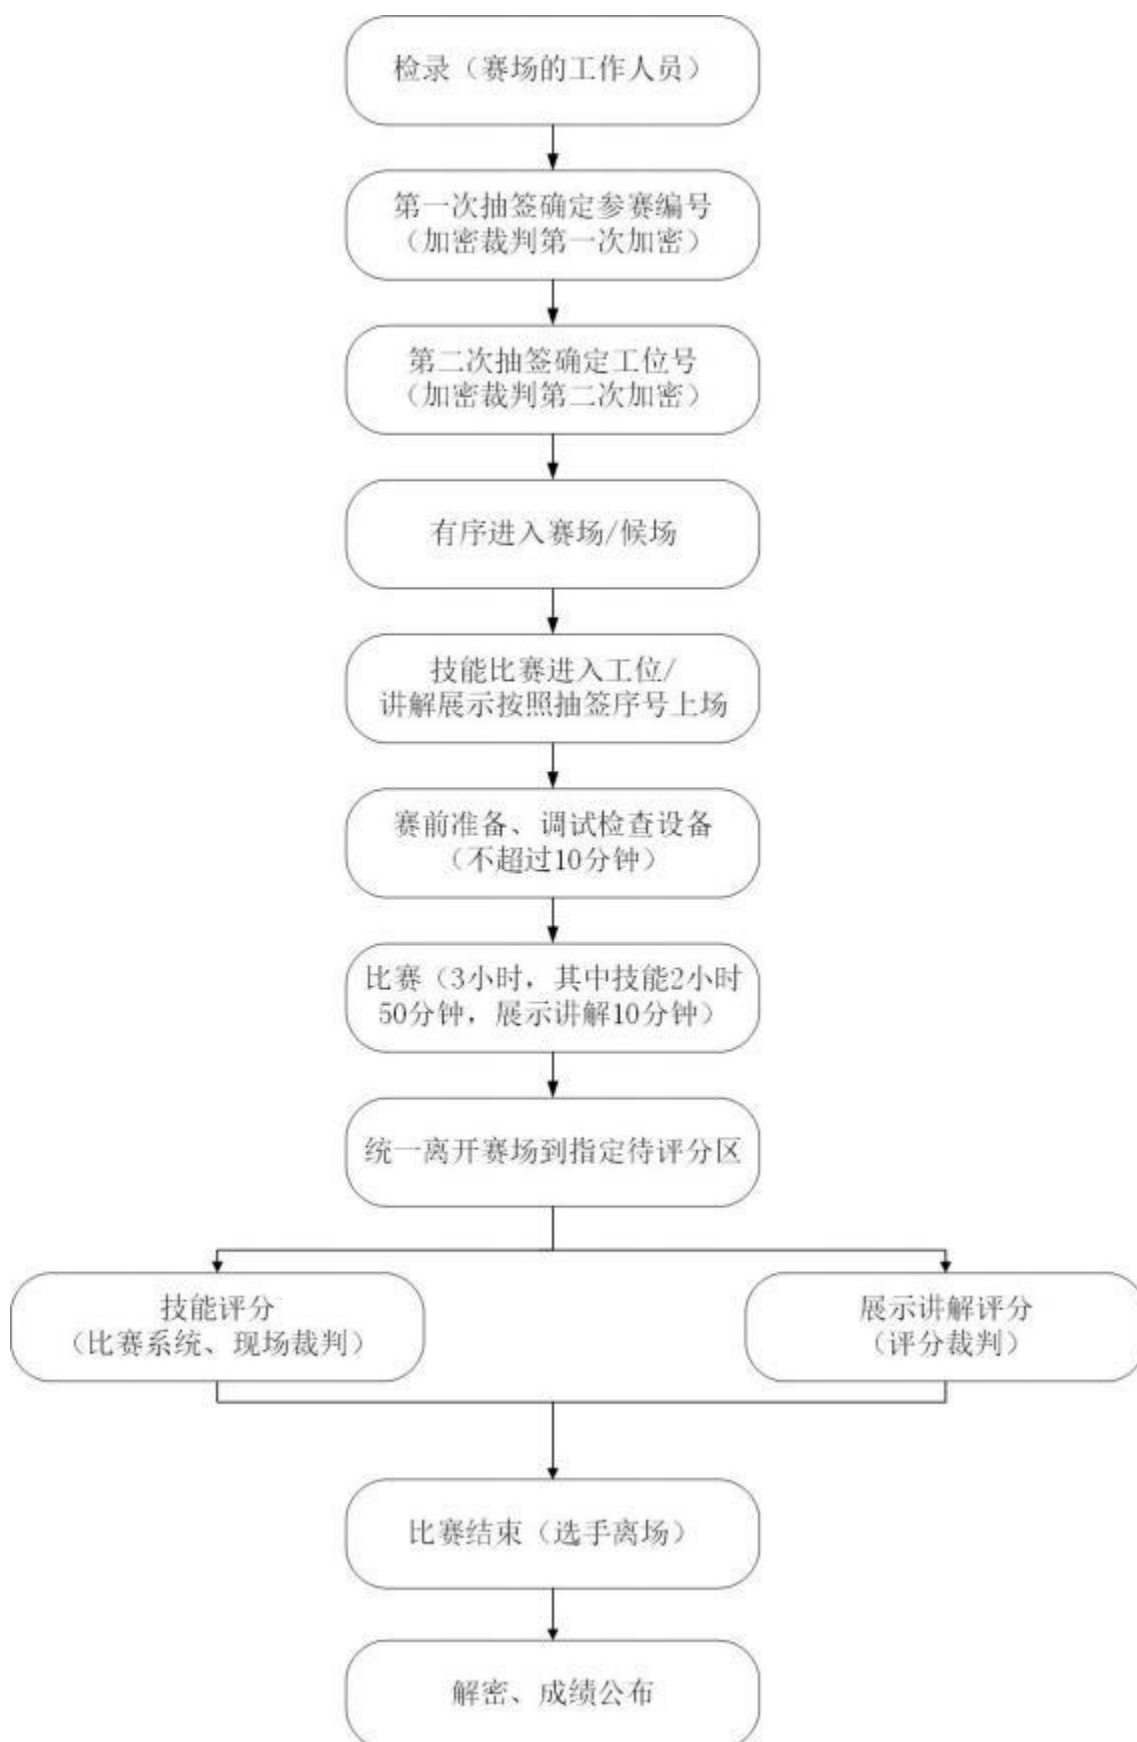 检录（赛场的工作人员）
第一次抽签确定参赛编号
（加密裁判第一次加密）
第二次抽签确定工位号
（加密裁判第二次加密）
有序进入赛场/候场
技能比赛进入工位/
讲解展示按照抽签序号上场
赛前准备、调试检查设备
（不超过10分钟）
比赛（3小时，其中技能2小时
50分钟，展示讲解10分钟）
统一离开赛场到指定待评分区
技能评分
（比赛系统、现场裁判）
展示讲解评分
（评分裁判）
比赛结束（选手离场）
解密、成绩公布